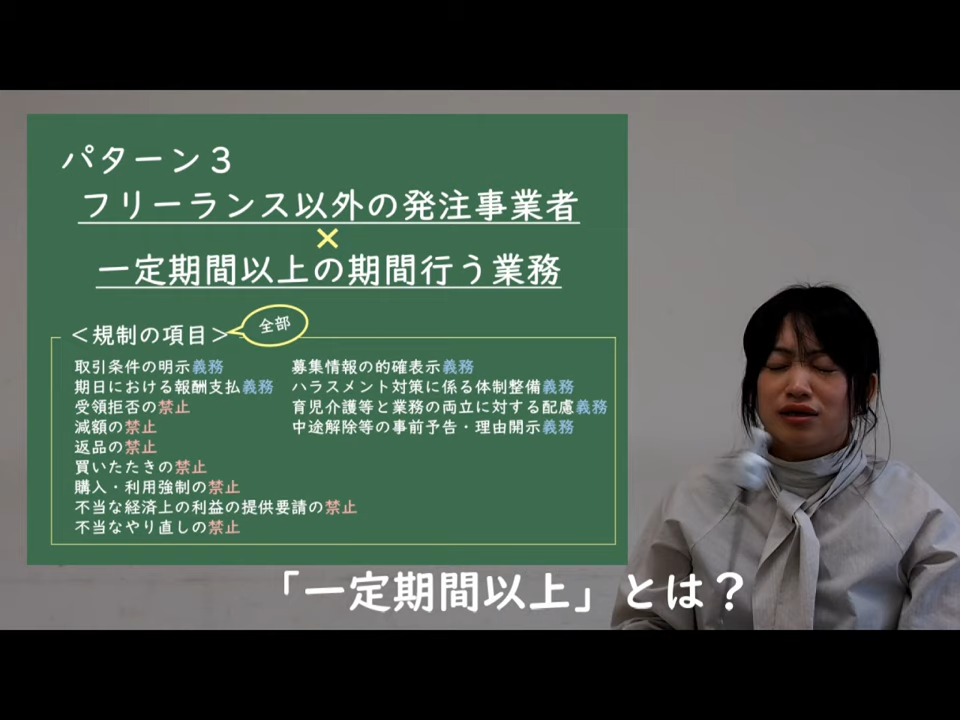 パターン３
フリーランス以外の発注事業者
×
一定期間以上の期間行う業務
＜規制の項目＞
全部
取引条件の明示義務
期日における報酬支払義務
受領拒否の禁止
減額の禁止
返品の禁止
買いたたきの禁止
購入・利用強制の禁止
不当な経済上の利益の提供要請の禁止
不当なやり直しの禁止
募集情報の的確表示義務
ハラスメント対策に係る体制整備義務
育児介護等と業務の両立に対する配慮義務
中途解除等の事前予告・理由開示義務
「一定期間以上」とは？